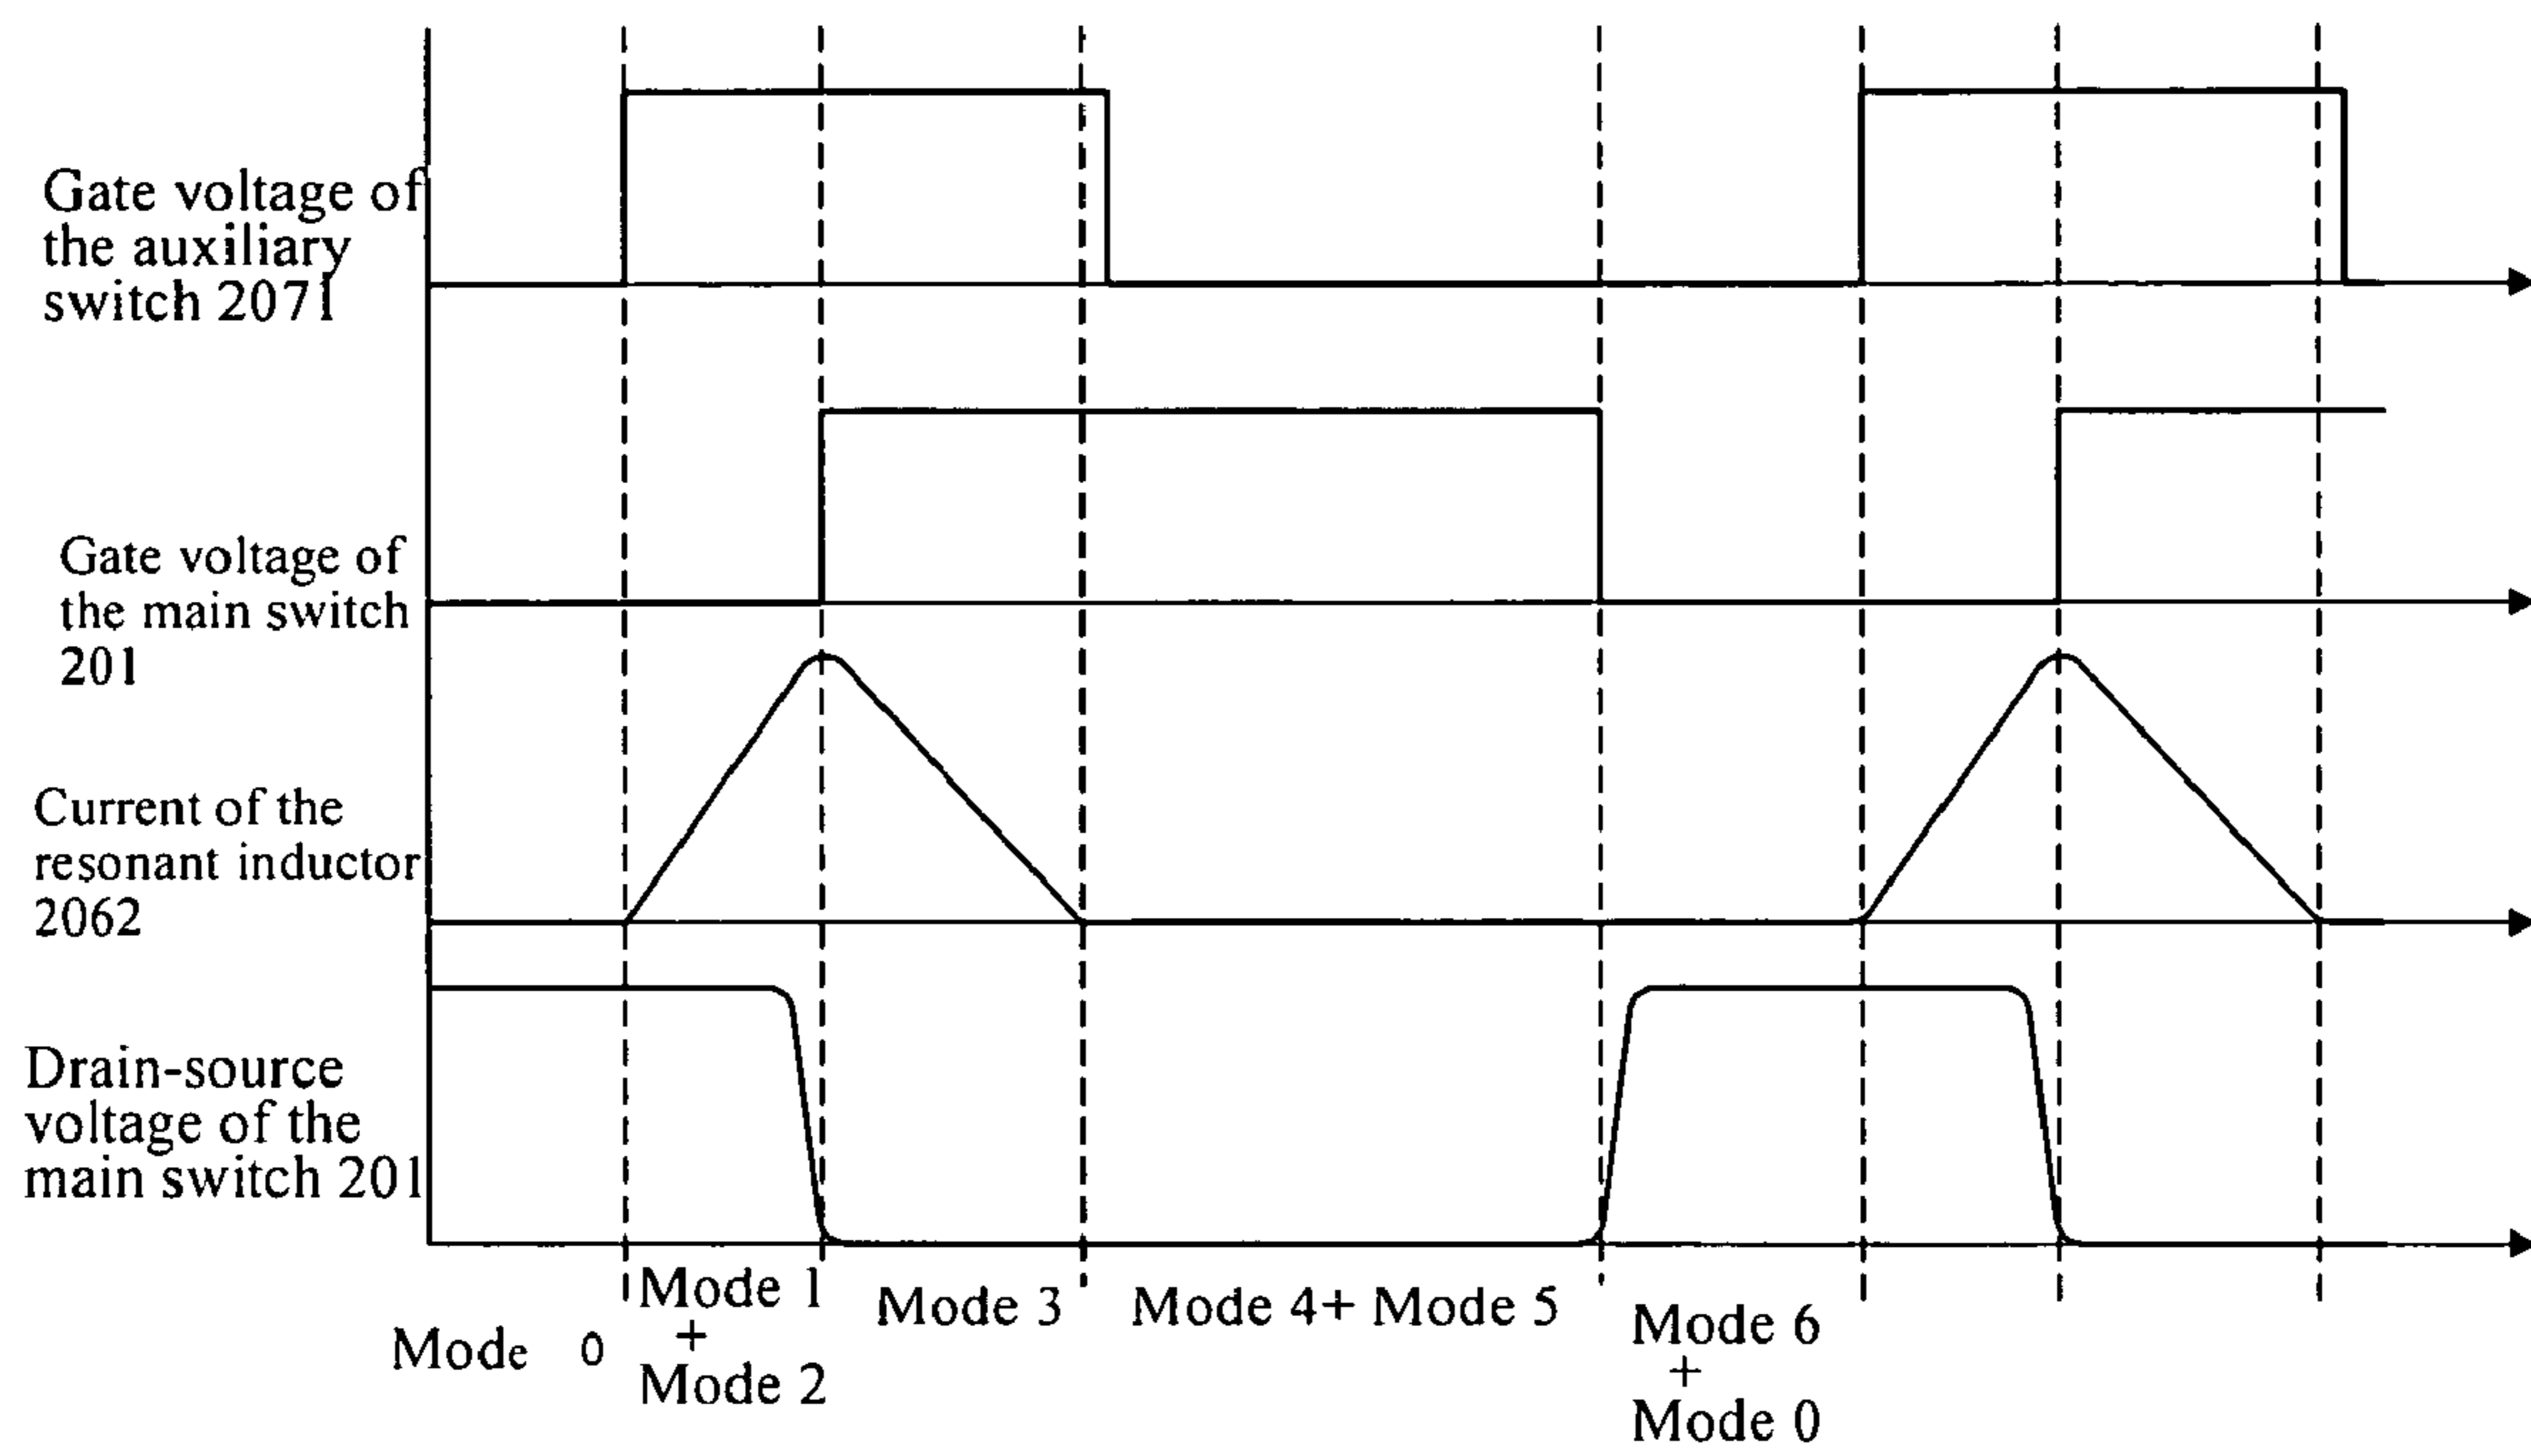 Gate voltage of
the auxiliary
switch 2071
Gate voltage of
the main switch
201
Current of the
resonant inductor
2062
Drain-source
voltage of the
main switch 201
Mode 0
Mode 1
+
Mode 2
Mode 3
Mode 4+ Mode 5
Mode 6
+
Mode 0